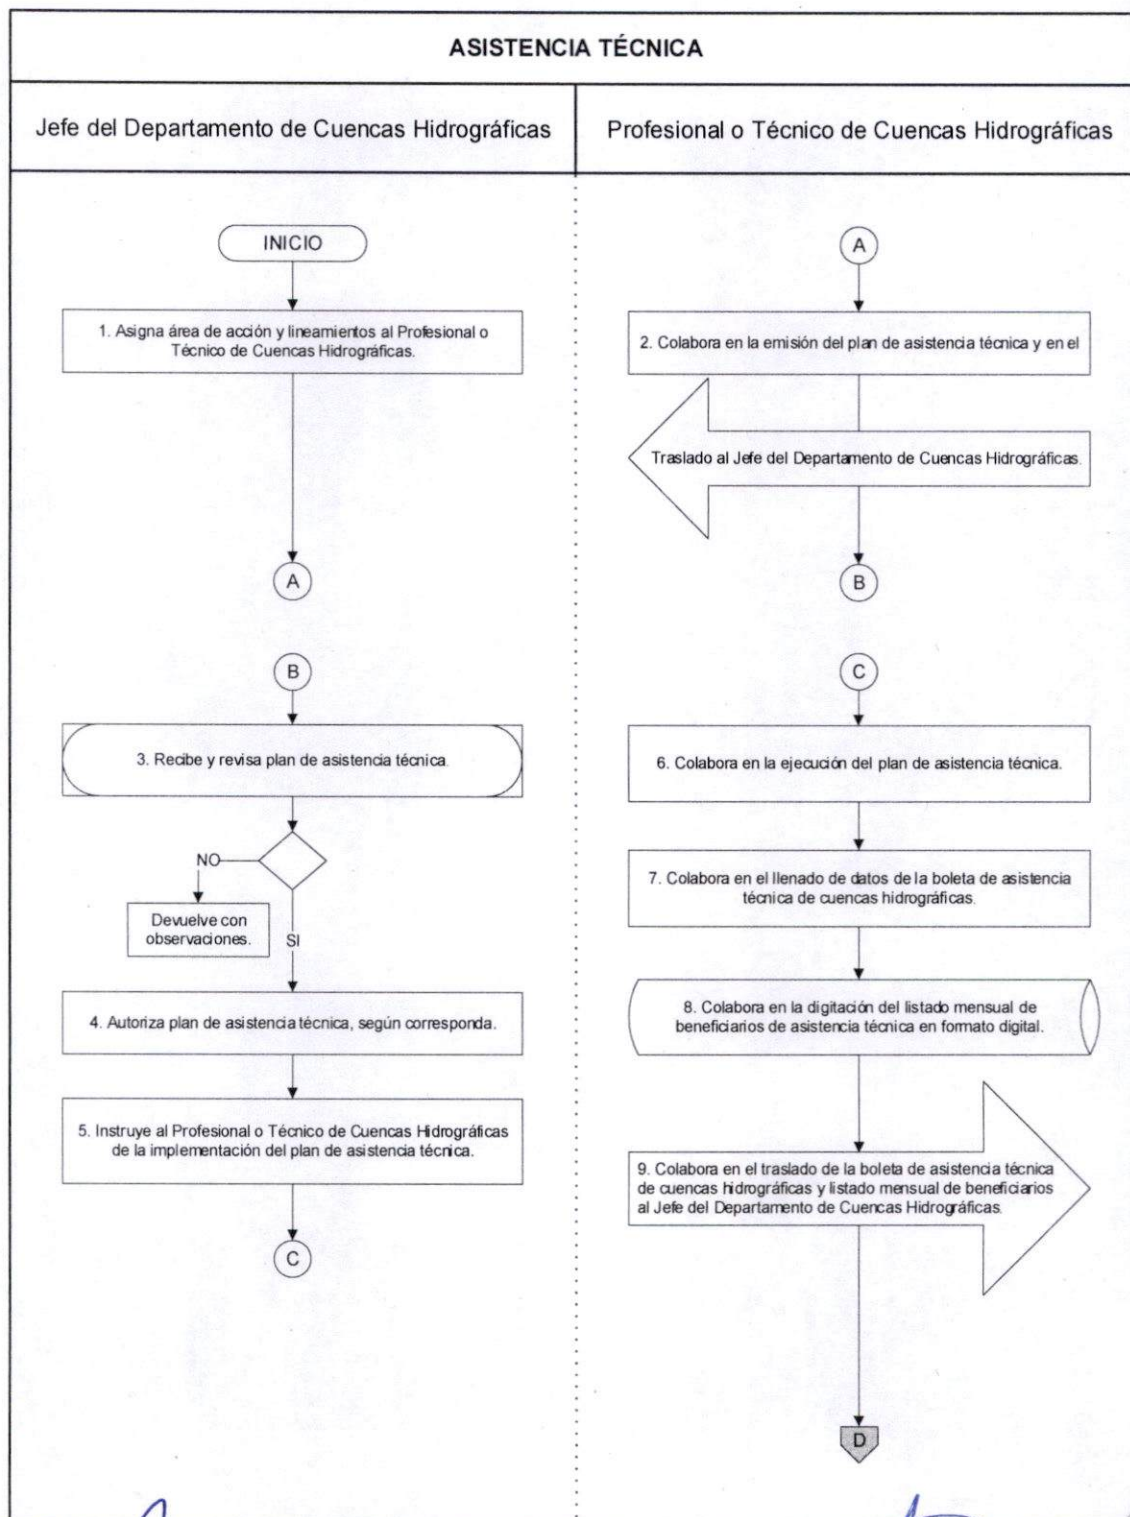 ASISTENCIA TÉCNICA
Jefe del Departamento de Cuencas Hidrográficas
Profesional o Técnico de Cuencas Hidrográficas
INICIO
1. Asigna área de acción y lineamientos al Profesional o
Técnico de Cuencas Hidrográficas.
A
A
2. Colabora en la emisión del plan de asistencia técnica y en el
Traslado al Jefe del Departamento de Cuencas Hidrográficas.
B
B
3. Recibe y revisa plan de asistencia técnica.
NO
Devuelve con
observaciones.
SI
4. Autoriza plan de asistencia técnica, según corresponda.
5. Instruye al Profesional o Técnico de Cuencas Hidrográficas
de la implementación del plan de asistencia técnica.
C
C
6. Colabora en la ejecución del plan de asistencia técnica.
7. Colabora en el llenado de datos de la boleta de asistencia
técnica de cuencas hidrográficas.
8. Colabora en la digitación del listado mensual de
beneficiarios de asistencia técnica en formato digital.
9. Colabora en el traslado de la boleta de asistencia técnica
de cuencas hidrográficas y listado mensual de beneficiarios
al Jefe del Departamento de Cuencas Hidrográficas.
D